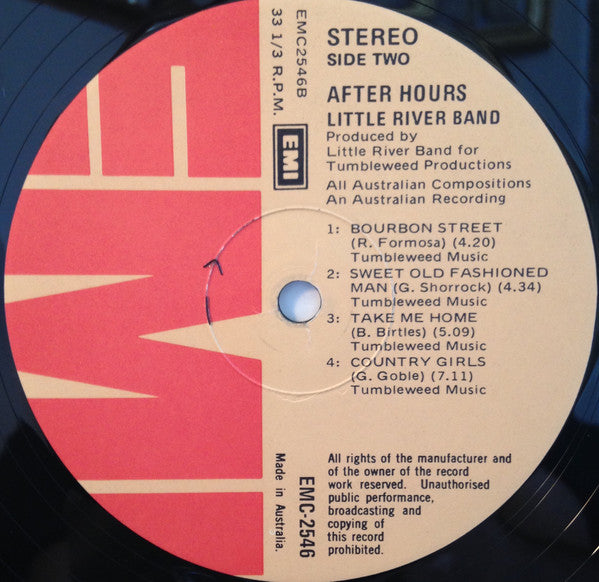 STEREO
SIDE TWO
EMC2546B
33 1/3 R.P.M.
EMI
AFTER HOURS
LITTLE RIVER BAND
Produced by
Little River Band for
Tumbleweed Productions
All Australian Compositions
An Australian Recording
1: BOURBON STREET
(R. Formosa) (4.20)
Tumbleweed Music
2: SWEET OLD FASHIONED
MAN (G. Shorrock) (4.34)
Tumbleweed Music
3: TAKE ME HOME
(B. Birtles) (5.09)
Tumbleweed Music
4: COUNTRY GIRLS
(G. Goble) (7.11)
Tumbleweed Music
All rights of the manufacturer and
of the owner of the record
work reserved. Unauthorised
public performance,
broadcasting and
copying of
this record
prohibited.
EMC-2546
Made in Australia.
EMI